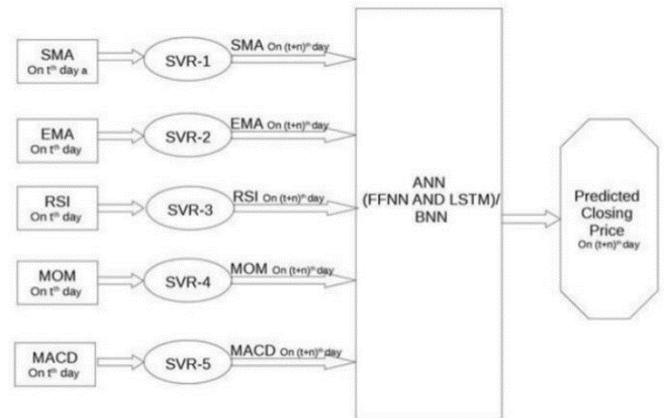 SMA
On tᵗʰ day a
SVR-1
SMA On (t+n)ᵗʰ day
EMA
On tᵗʰ day
SVR-2
EMA On (t+n)ᵗʰ day
RSI
On tᵗʰ day
SVR-3
RSI On (t+n)ᵗʰ day
MOM
On tᵗʰ day
SVR-4
MOM On (t+n)ᵗʰ day
MACD
On tᵗʰ day
SVR-5
MACD On (t+n)ᵗʰ day
ANN
(FFNN AND LSTM)/
BNN
Predicted
Closing
Price
On (t+n)ᵗʰ day